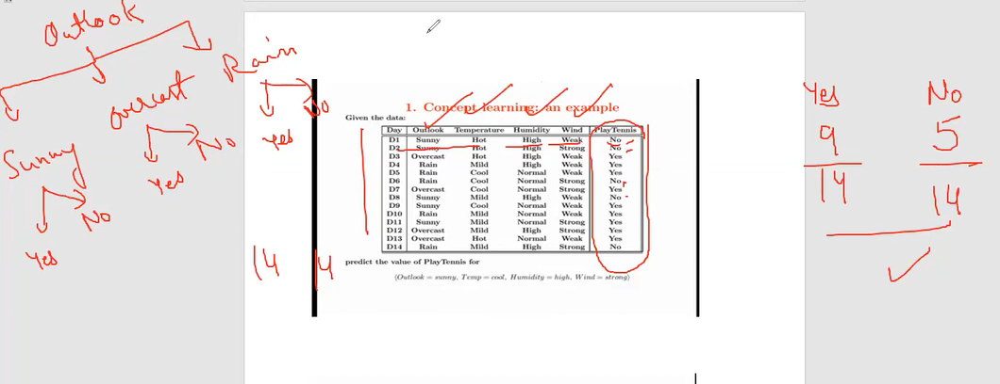 Outlook
Rain
No
yes
Overcast
No
Yes
Sunny
No
Yes
14 14
1. Concept learning: an example
Given the data:
Day Outlook Temperature Humidity Wind PlayTennis
D1 Sunny Hot High Weak No
D2 Sunny Hot High Strong No
D3 Overcast Hot High Weak Yes
D4 Rain Mild High Weak Yes
D5 Rain Cool Normal Weak Yes
D6 Rain Cool Normal Strong No
D7 Overcast Cool Normal Strong Yes
D8 Sunny Mild High Weak No
D9 Sunny Cool Normal Weak Yes
D10 Rain Mild Normal Weak Yes
D11 Sunny Mild Normal Strong Yes
D12 Overcast Mild High Strong Yes
D13 Overcast Hot Normal Weak Yes
D14 Rain Mild High Strong No
predict the value of PlayTennis for
⟨Outlook = sunny, Temp = cool, Humidity = high, Wind = strong⟩
Yes No
9 5
14 14